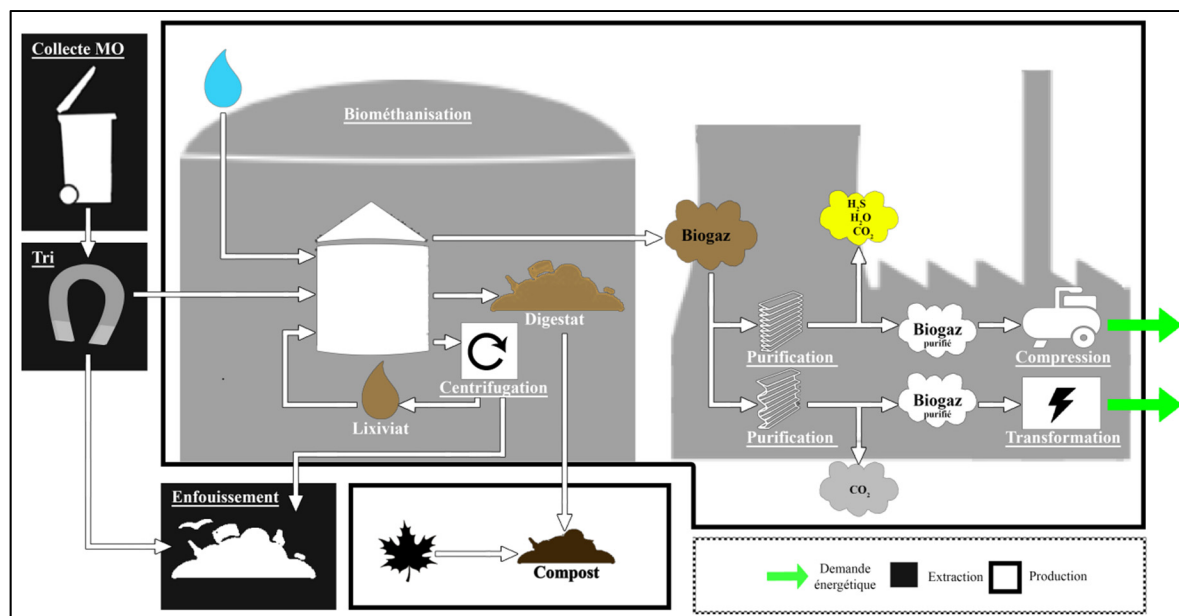 Collecte MO
Biométhanisation
Tri
Biogaz
H₂S
H₂O
CO₂
Digestat
Centrifugation
Lixiviat
Purification
Biogaz
purifié
Compression
Purification
Biogaz
purifié
Transformation
CO₂
Enfouissement
Compost
Demande
énergétique
Extraction
Production